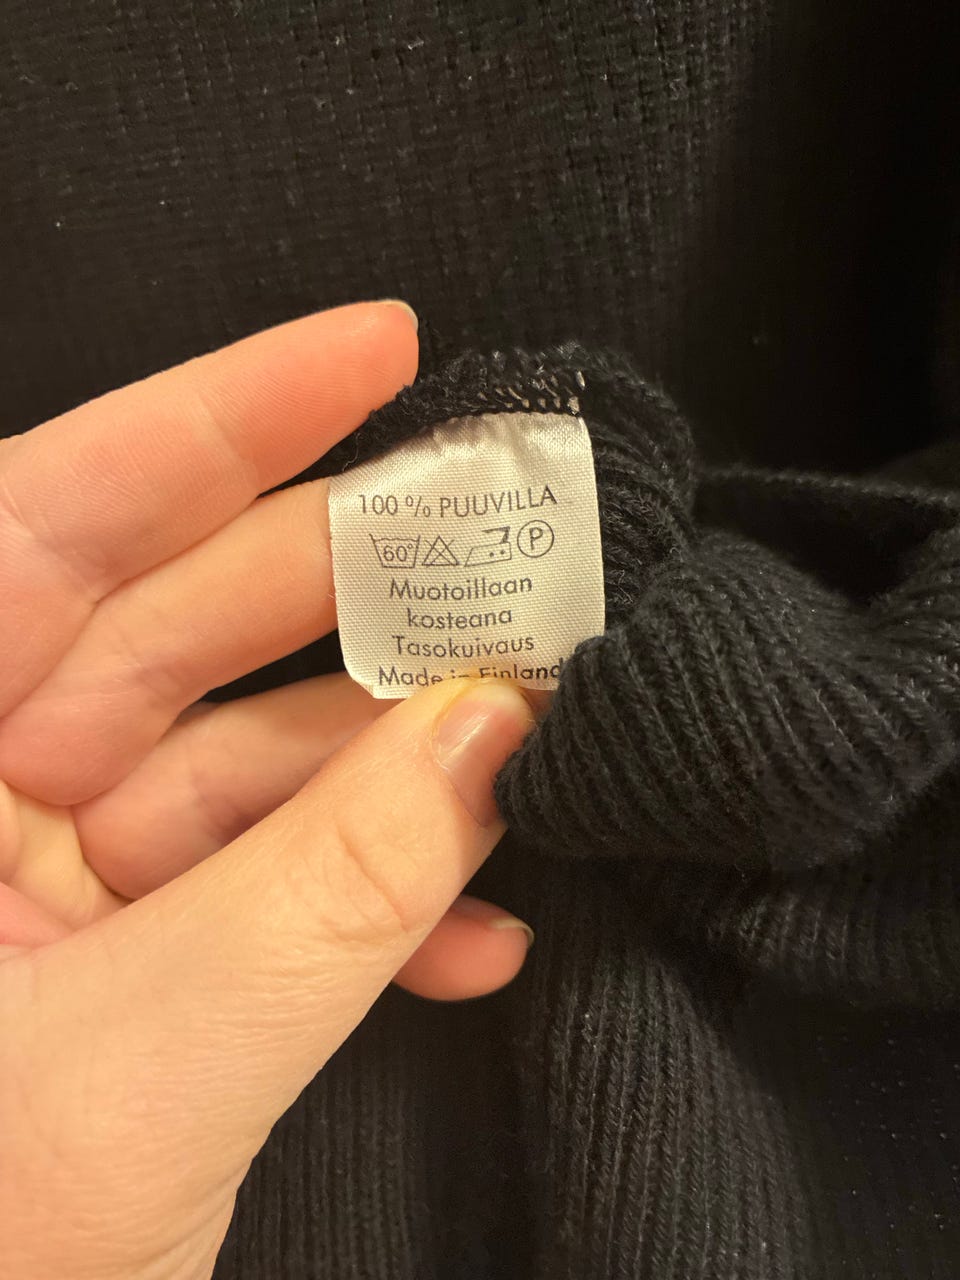 100 % PUUVILLA
60° P
Muotoillaan
kosteana
Tasokuivaus
Made in Finland